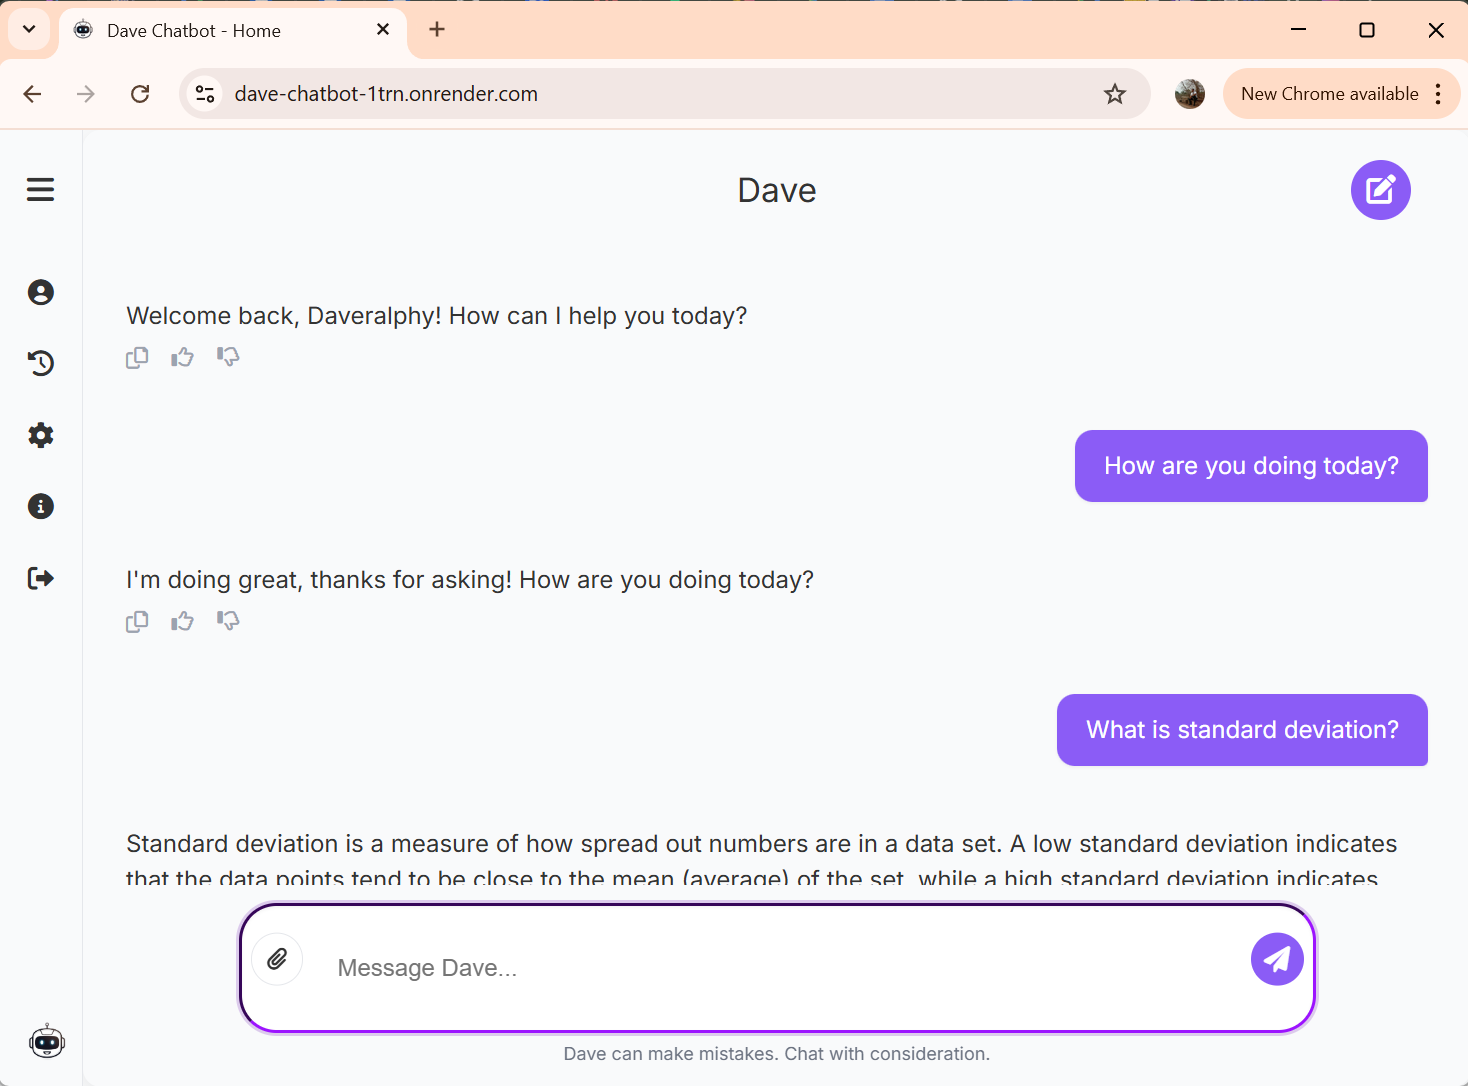 Dave Chatbot - Home
dave-chatbot-1trn.onrender.com
New Chrome available
Dave
Welcome back, Daveralphy! How can I help you today?
How are you doing today?
I'm doing great, thanks for asking! How are you doing today?
What is standard deviation?
Standard deviation is a measure of how spread out numbers are in a data set. A low standard deviation indicates
that the data points tend to be close to the mean (average) of the set, while a high standard deviation indicates
Message Dave...
Dave can make mistakes. Chat with consideration.